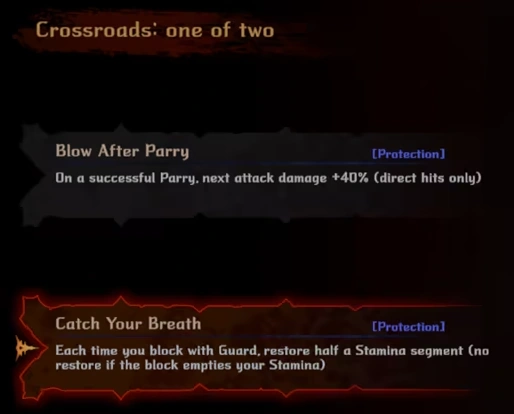 Crossroads: one of two
Blow After Parry
[Protection]
On a successful Parry, next attack damage +40% (direct hits only)
Catch Your Breath
[Protection]
Each time you block with Guard, restore half a Stamina segment (no
restore if the block empties your Stamina)